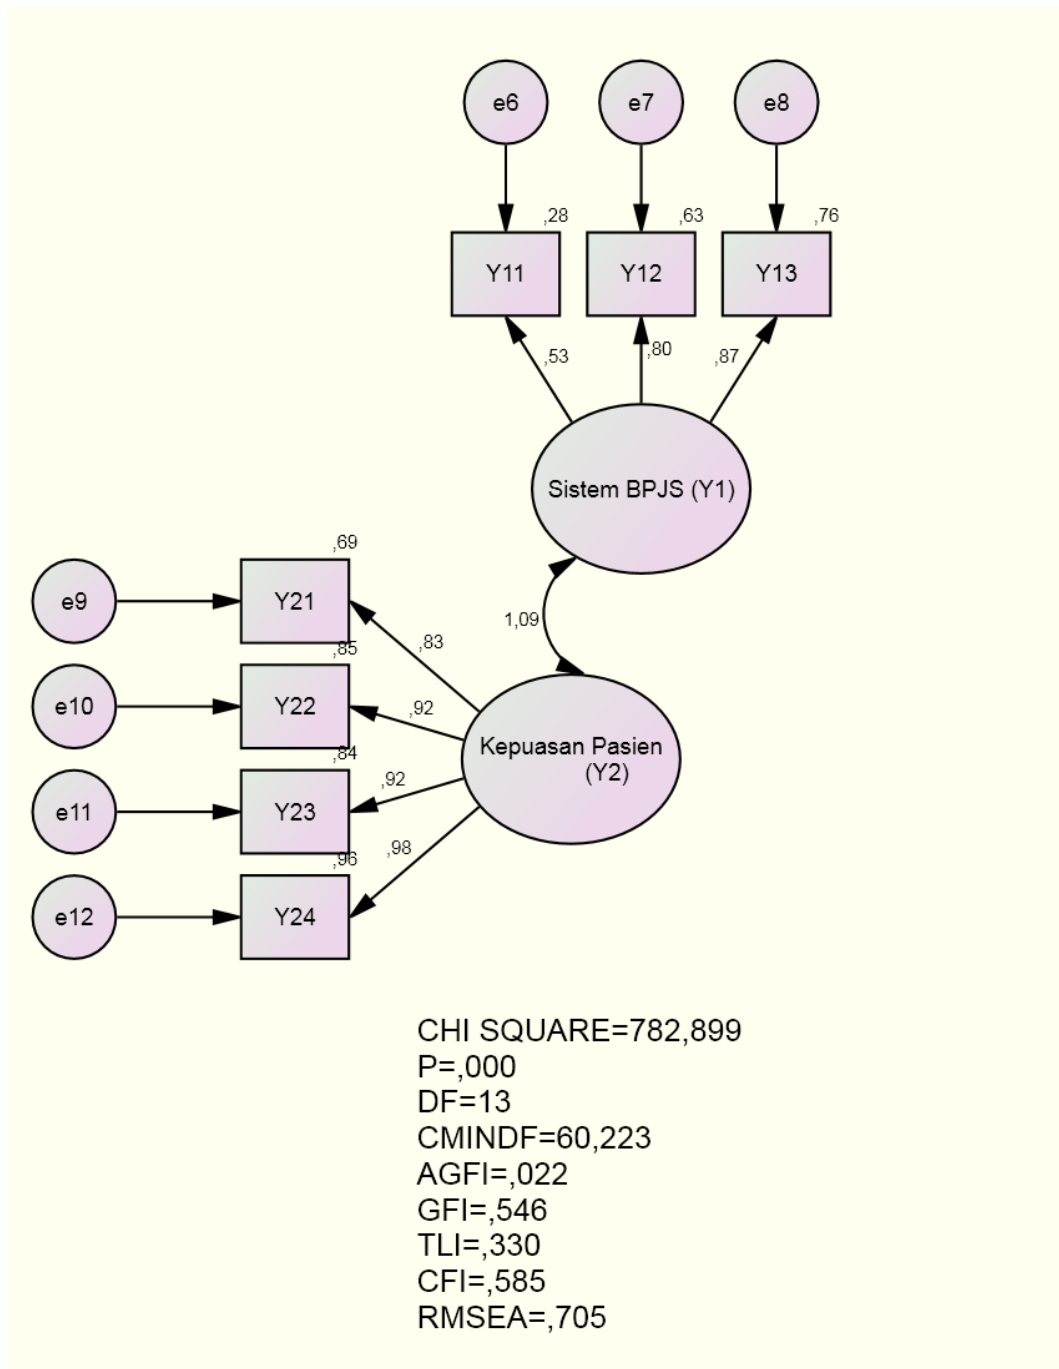 e6
e7
e8
,28
,63
,76
Y11
Y12
Y13
,53
,80
,87
Sistem BPJS (Y1)
1,09
,69
e9
Y21
,83
,85
e10
Y22
,92
,84
e11
Y23
,92
,96
e12
Y24
,98
Kepuasan Pasien
(Y2)
CHI SQUARE=782,899
P=,000
DF=13
CMINDF=60,223
AGFI=,022
GFI=,546
TLI=,330
CFI=,585
RMSEA=,705